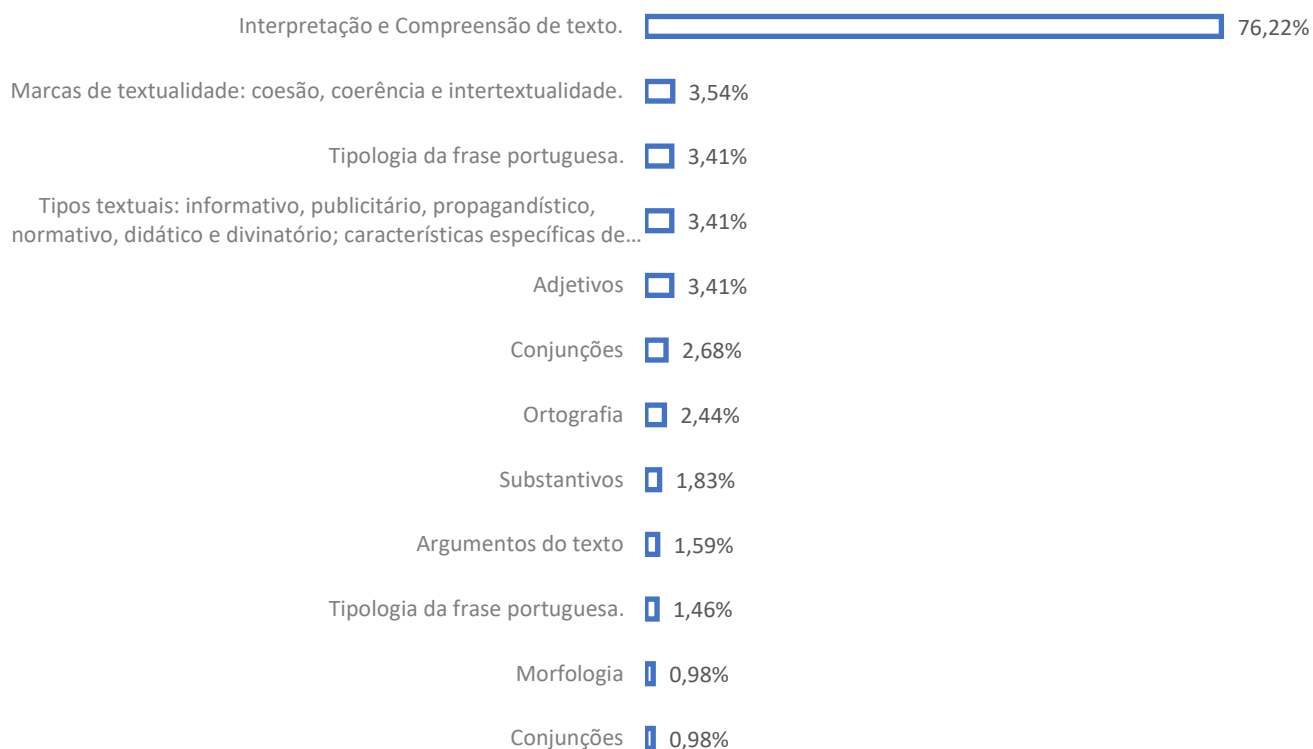 Interpretação e Compreensão de texto. 76,22%
Marcas de textualidade: coesão, coerência e intertextualidade. 3,54%
Tipologia da frase portuguesa. 3,41%
Tipos textuais: informativo, publicitário, propagandístico,
normativo, didático e divinatório; características específicas de… 3,41%
Adjetivos 3,41%
Conjunções 2,68%
Ortografia 2,44%
Substantivos 1,83%
Argumentos do texto 1,59%
Tipologia da frase portuguesa. 1,46%
Morfologia 0,98%
Conjunções 0,98%